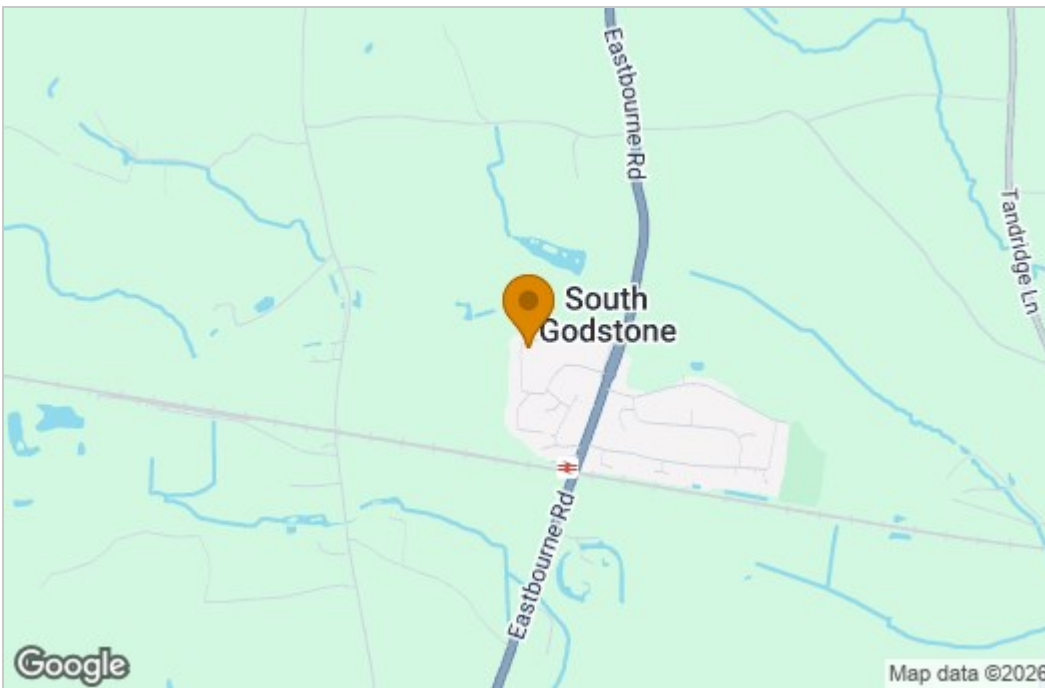 Eastbourne Rd
Tandridge Ln
South
Godstone
Eastbourne Rd
Google
Map data ©2026